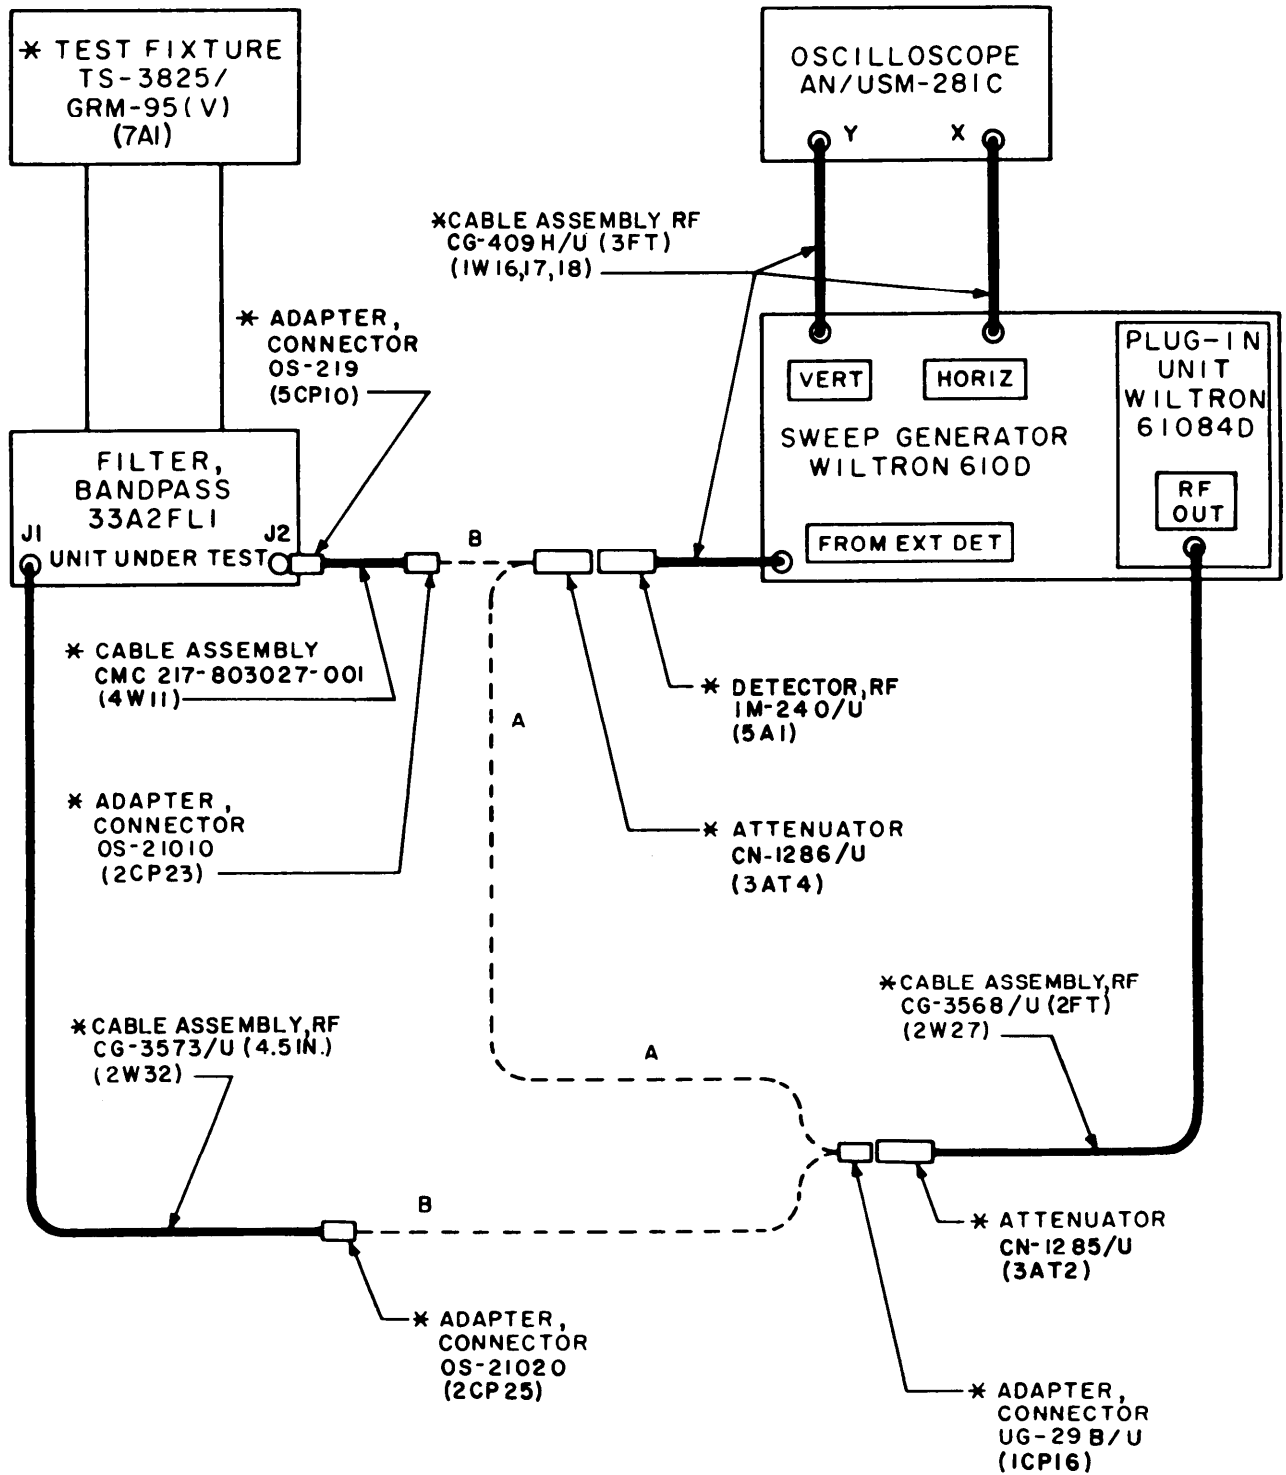 * TEST FIXTURE
TS-3825/
GRM-95(V)
(7A1)
OSCILLOSCOPE
AN/USM-281C
Y
X
*CABLE ASSEMBLY, RF
CG-409H/U (3FT)
(1W16,17,18)
* ADAPTER,
CONNECTOR
OS-219
(5CP10)
VERT
HORIZ
PLUG-IN
UNIT
WILTRON
61084D
SWEEP GENERATOR
WILTRON 610D
RF
OUT
FROM EXT DET
FILTER,
BANDPASS
33A2FL1
J1
J2
UNIT UNDER TEST
B
* CABLE ASSEMBLY
CMC 217-803027-001
(4W11)
A
* DETECTOR, RF
IM-240/U
(5A1)
* ADAPTER,
CONNECTOR
OS-21010
(2CP23)
* ATTENUATOR
CN-1286/U
(3AT4)
*CABLE ASSEMBLY, RF
CG-3568/U (2FT)
(2W27)
*CABLE ASSEMBLY, RF
CG-3573/U (4.5IN.)
(2W32)
A
B
* ATTENUATOR
CN-1285/U
(3AT2)
* ADAPTER,
CONNECTOR
OS-21020
(2CP25)
* ADAPTER,
CONNECTOR
UG-29B/U
(1CP16)